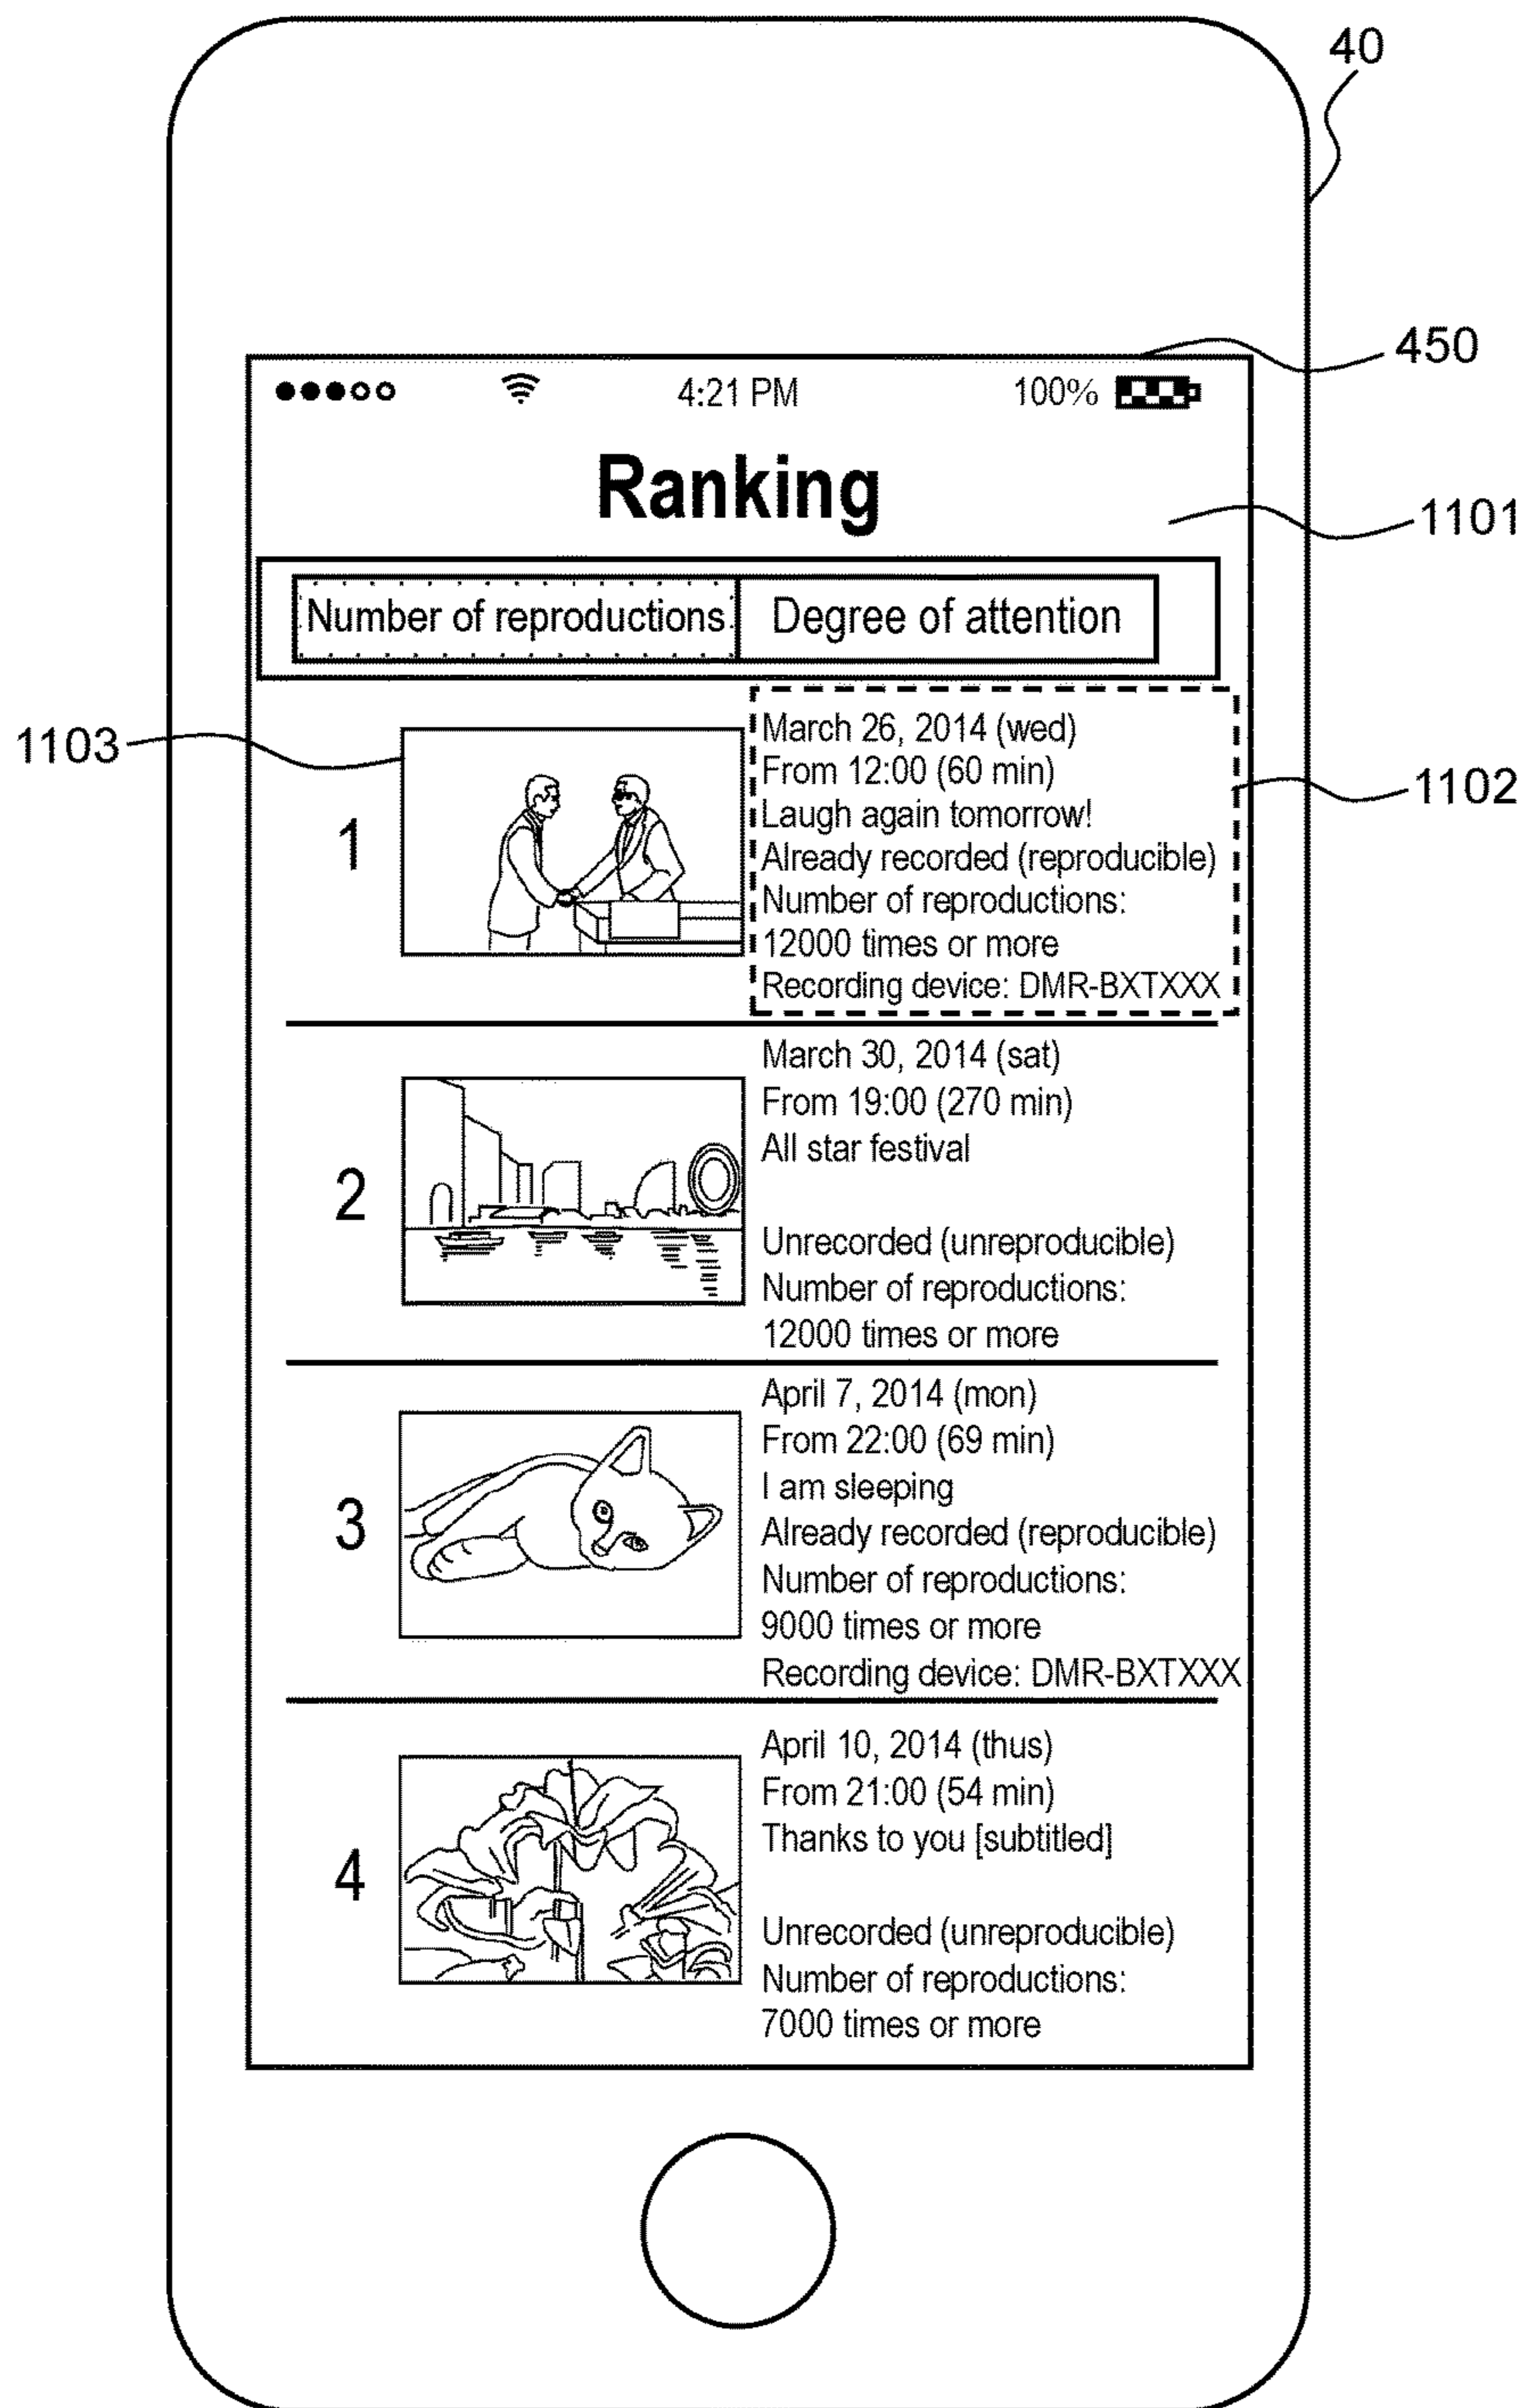 40
450
4:21 PM
100%
Ranking
1101
Number of reproductions
Degree of attention
1103
1
March 26, 2014 (wed)
From 12:00 (60 min)
Laugh again tomorrow!
Already recorded (reproducible)
Number of reproductions:
12000 times or more
Recording device: DMR-BXTXXX
1102
2
March 30, 2014 (sat)
From 19:00 (270 min)
All star festival
Unrecorded (unreproducible)
Number of reproductions:
12000 times or more
3
April 7, 2014 (mon)
From 22:00 (69 min)
I am sleeping
Already recorded (reproducible)
Number of reproductions:
9000 times or more
Recording device: DMR-BXTXXX
4
April 10, 2014 (thus)
From 21:00 (54 min)
Thanks to you [subtitled]
Unrecorded (unreproducible)
Number of reproductions:
7000 times or more